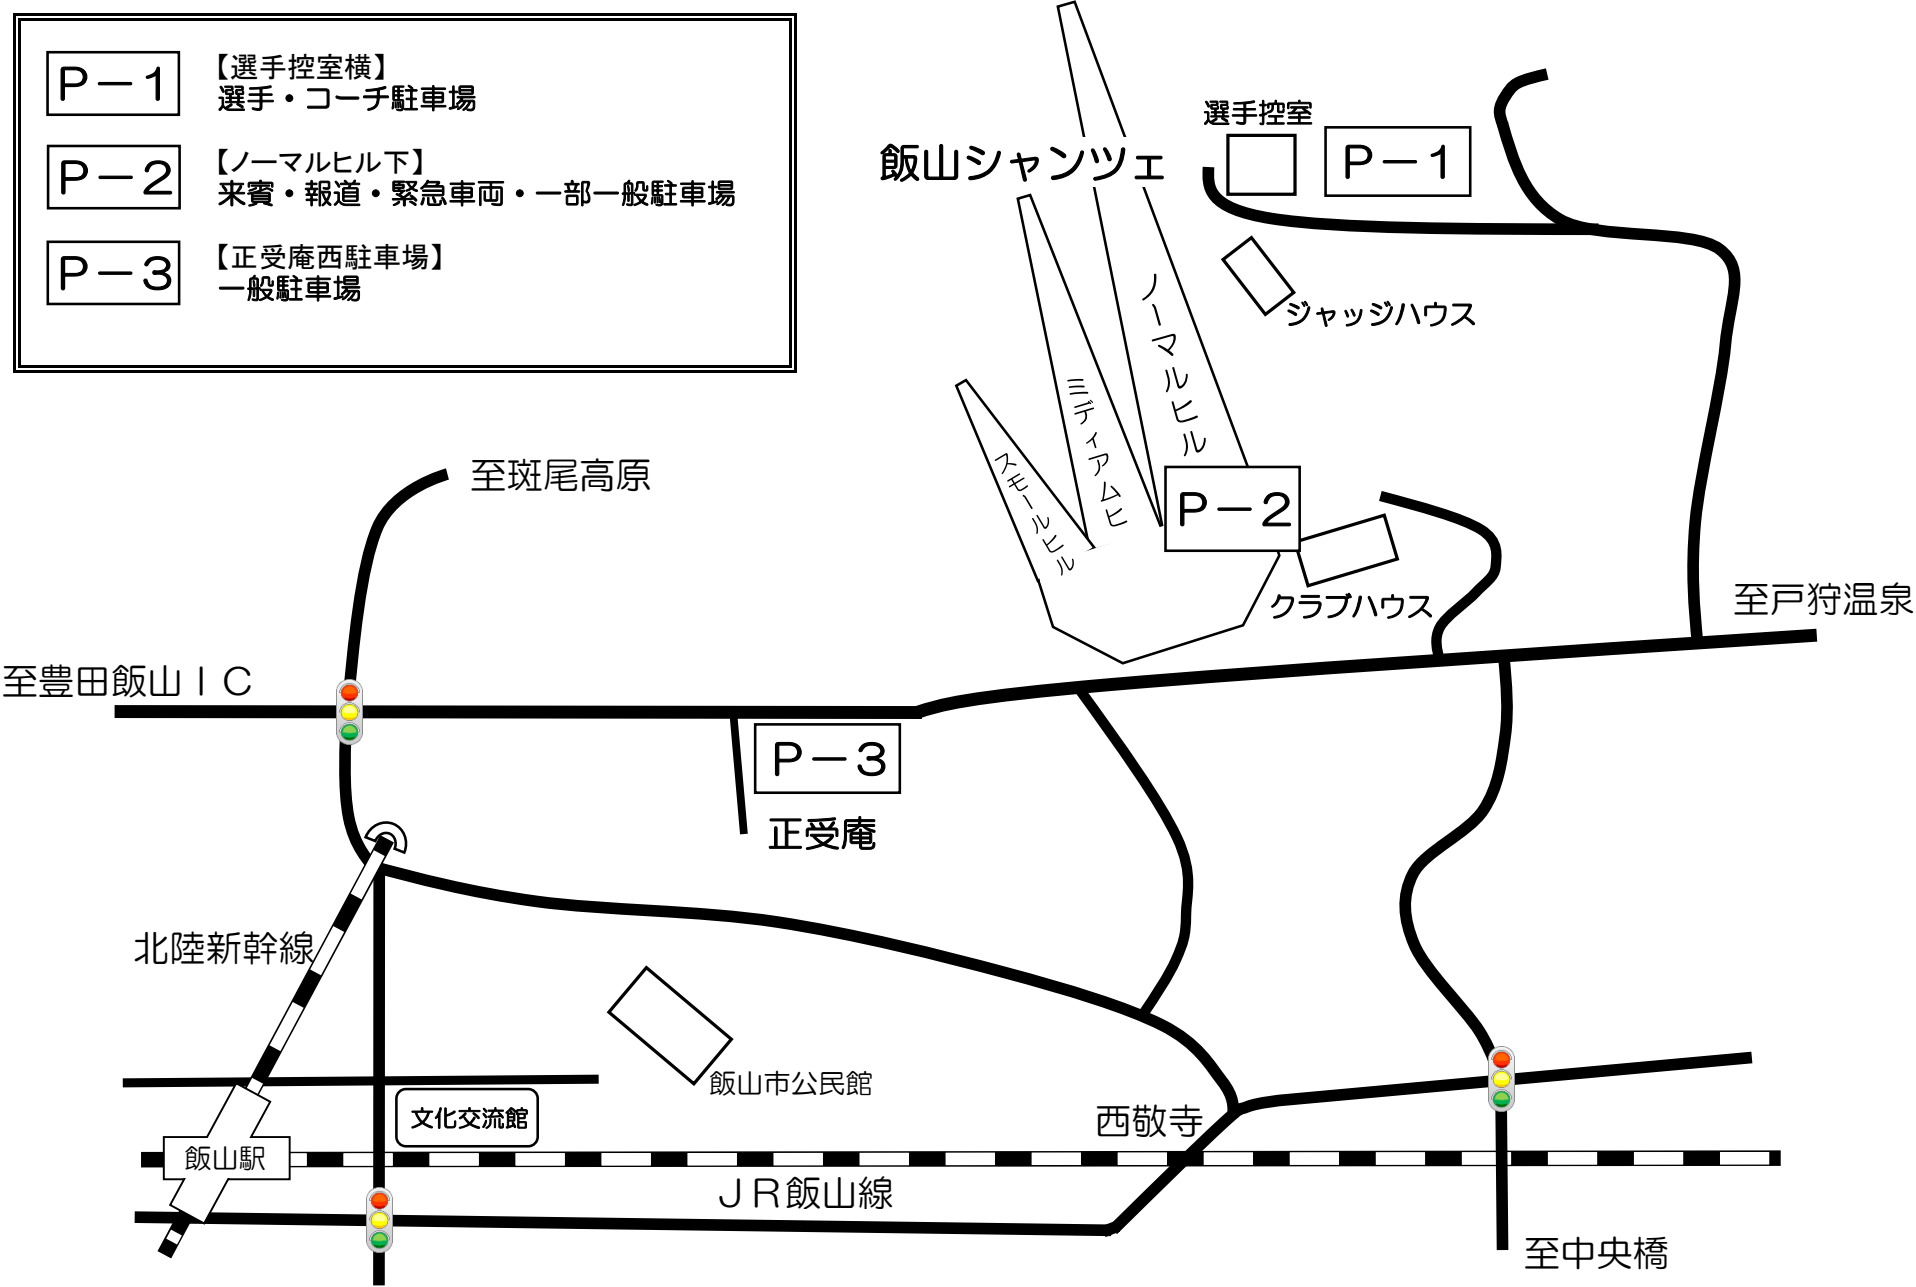 P－1
【選手控室横】
選手・コーチ駐車場
P－2
【ノーマルヒル下】
来賓・報道・緊急車両・一部一般駐車場
P－3
【正受庵西駐車場】
一般駐車場
飯山シャンツェ
選手控室
P－1
ジャッジハウス
ノーマルヒル
ミディアムヒ
スモールヒル
P－2
クラブハウス
至斑尾高原
至戸狩温泉
至豊田飯山ＩＣ
P－3
正受庵
北陸新幹線
飯山市公民館
文化交流館
西敬寺
飯山駅
ＪＲ飯山線
至中央橋